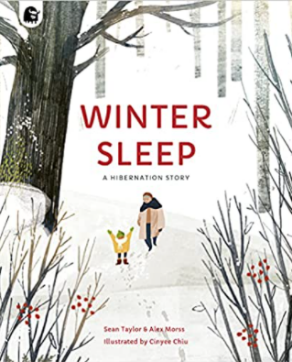 WINTER
SLEEP
A HIBERNATION STORY
Sean Taylor & Alex Morss
Illustrated by Cinyee Chiu